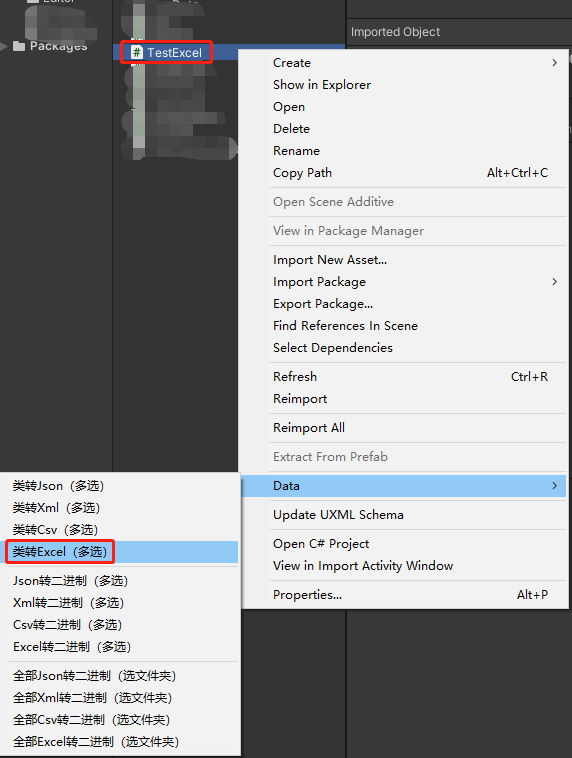 Imported Object
Packages
TestExcel
Create
Show in Explorer
Open
Delete
Rename
Copy Path Alt+Ctrl+C
Open Scene Additive
View in Package Manager
Import New Asset...
Import Package
Export Package...
Find References In Scene
Select Dependencies
Refresh Ctrl+R
Reimport
Reimport All
Extract From Prefab
Data
Update UXML Schema
Open C# Project
View in Import Activity Window
Properties... Alt+P
类转Json（多选）
类转Xml（多选）
类转Csv（多选）
类转Excel（多选）
Json转二进制（多选）
Xml转二进制（多选）
Csv转二进制（多选）
Excel转二进制（多选）
全部Json转二进制（选文件夹）
全部Xml转二进制（选文件夹）
全部Csv转二进制（选文件夹）
全部Excel转二进制（选文件夹）